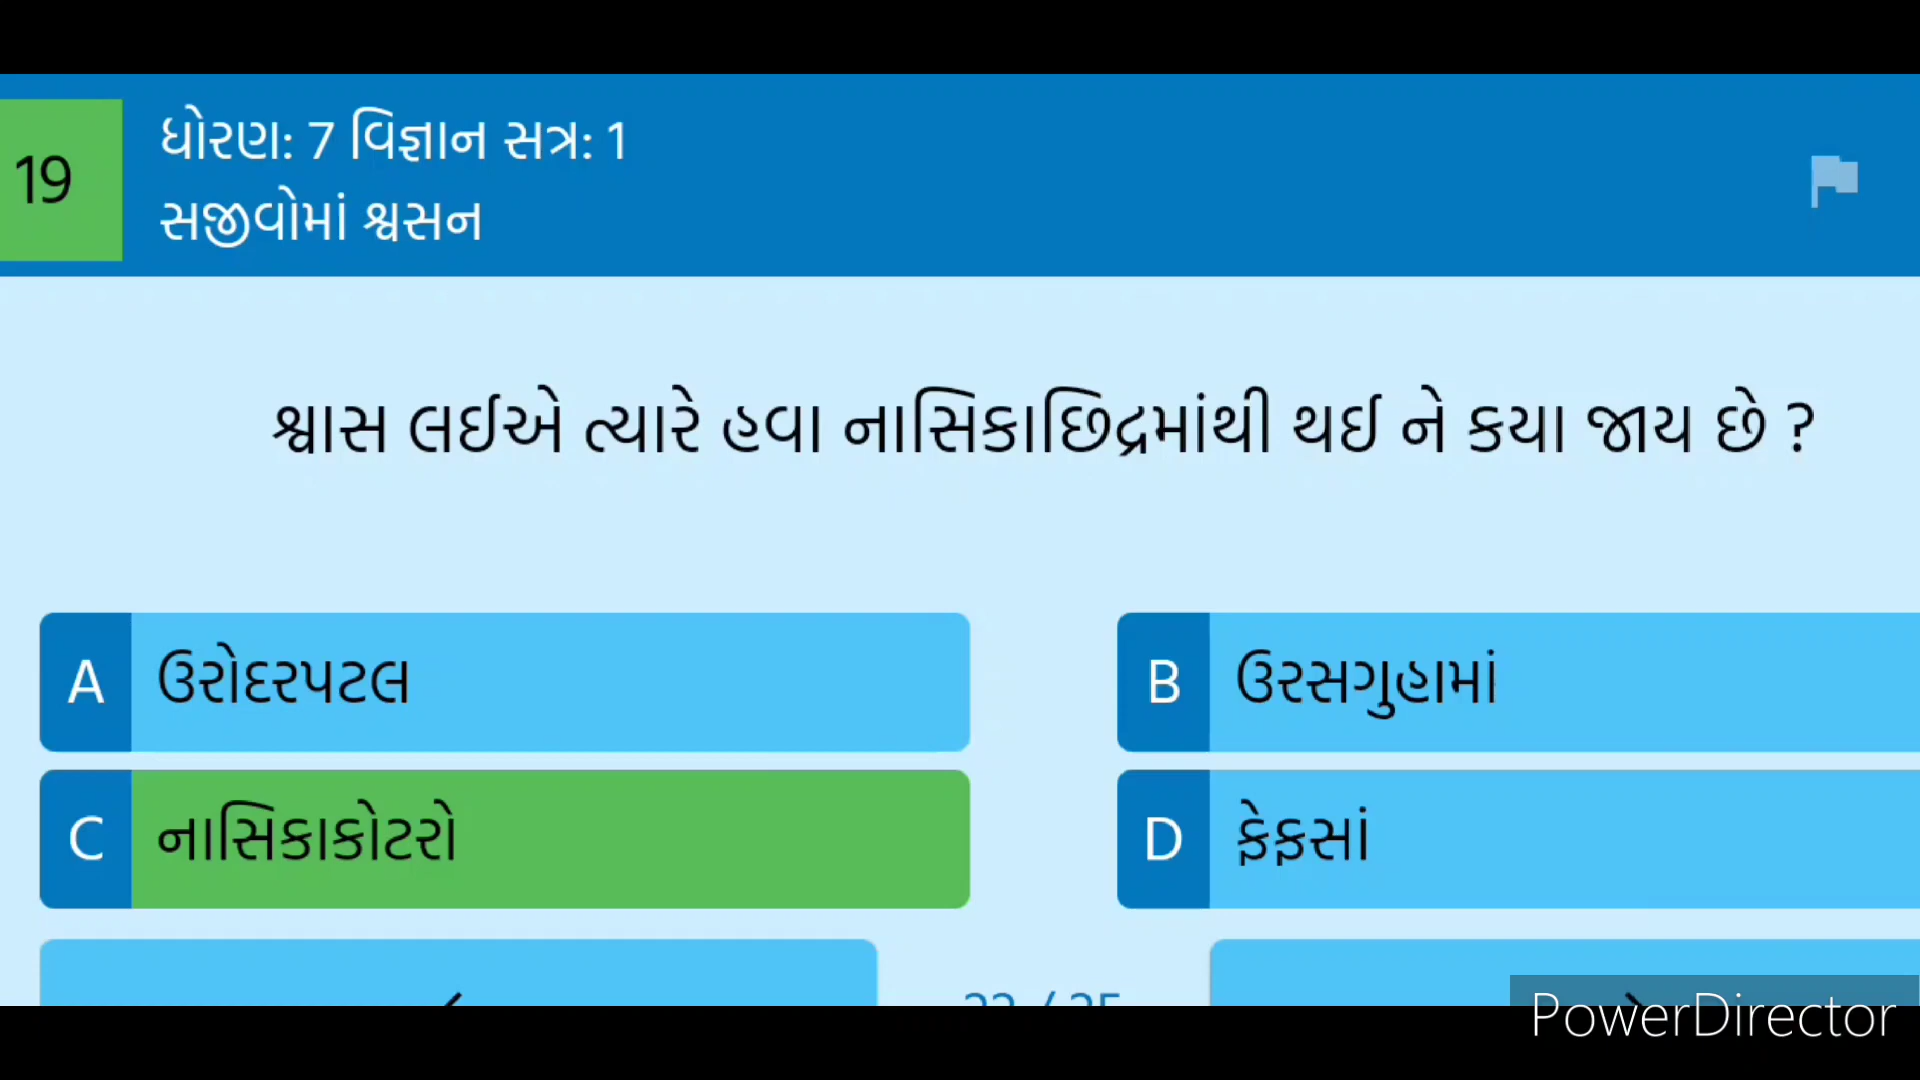 19
ધોરણ: 7 વિજ્ઞાન સત્ર: 1
સજીવોમાં શ્વસન
શ્વાસ લઈએ ત્યારે હવા નાસિકાછિદ્રમાંથી થઈ ને કયા જાય છે ?
A ઉરોદરપટલ
B ઉરસગુહામાં
C નાસિકાકોટરો
D ફેફસાં
PowerDirector